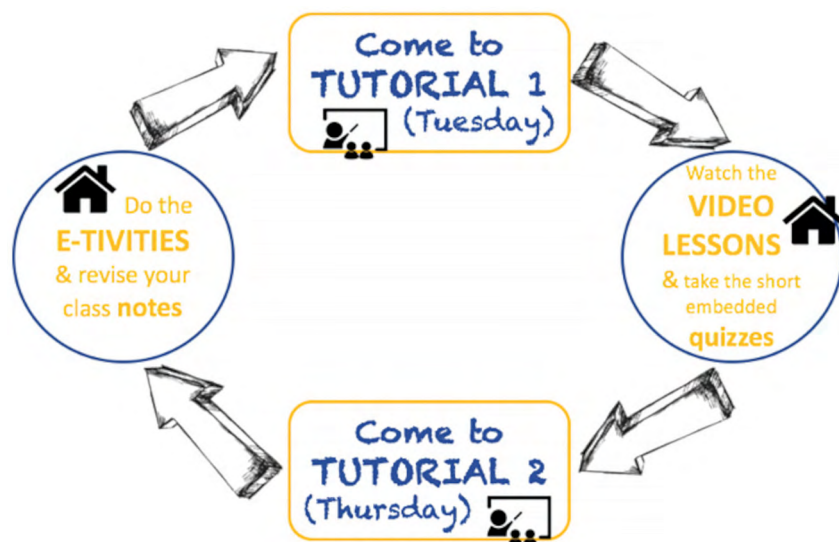 Come to
TUTORIAL 1
(Tuesday)
Watch the
VIDEO
LESSONS
& take the short
embedded
quizzes
Come to
TUTORIAL 2
(Thursday)
Do the
E-TIVITIES
& revise your
class notes